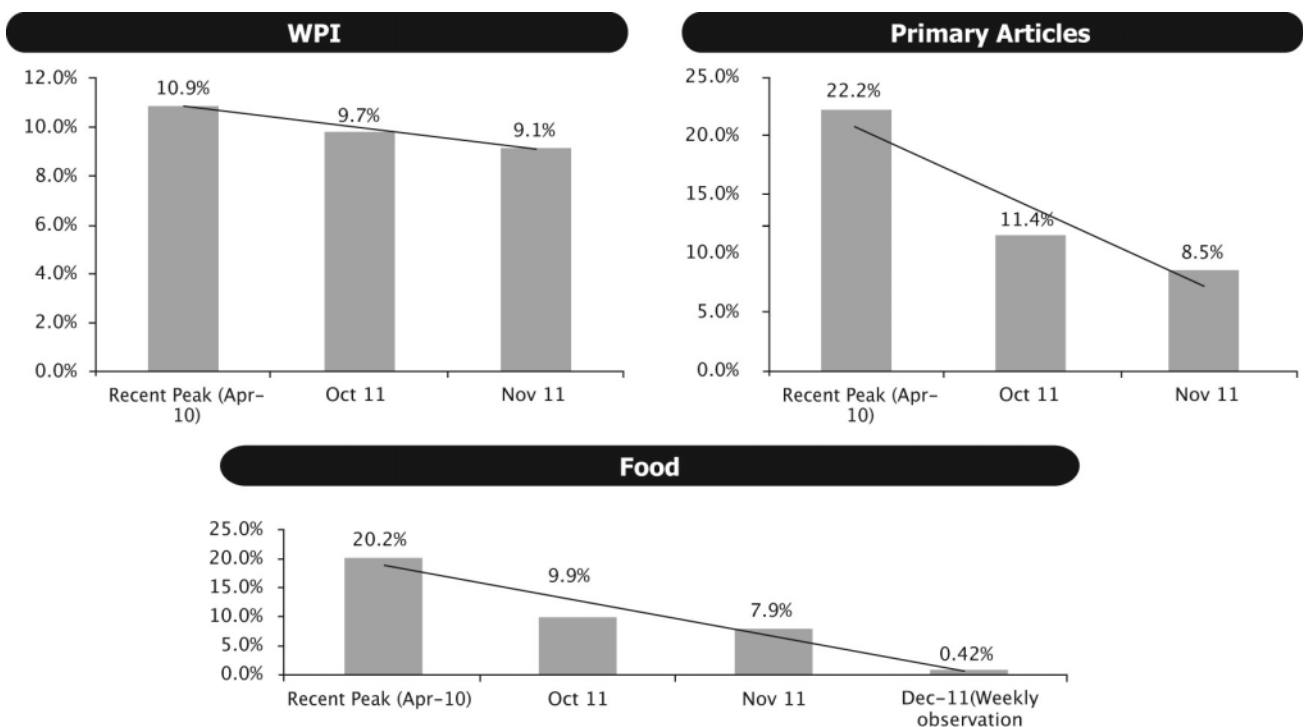 WPI
12.0%
10.0%
8.0%
6.0%
4.0%
2.0%
0.0%
10.9%
9.7%
9.1%
Recent Peak (Apr-
10)
Oct 11
Nov 11
Primary Articles
25.0%
20.0%
15.0%
10.0%
5.0%
0.0%
22.2%
11.4%
8.5%
Recent Peak (Apr-
10)
Oct 11
Nov 11
Food
25.0%
20.0%
15.0%
10.0%
5.0%
0.0%
20.2%
9.9%
7.9%
0.42%
Recent Peak (Apr-10)
Oct 11
Nov 11
Dec-11(Weekly
observation